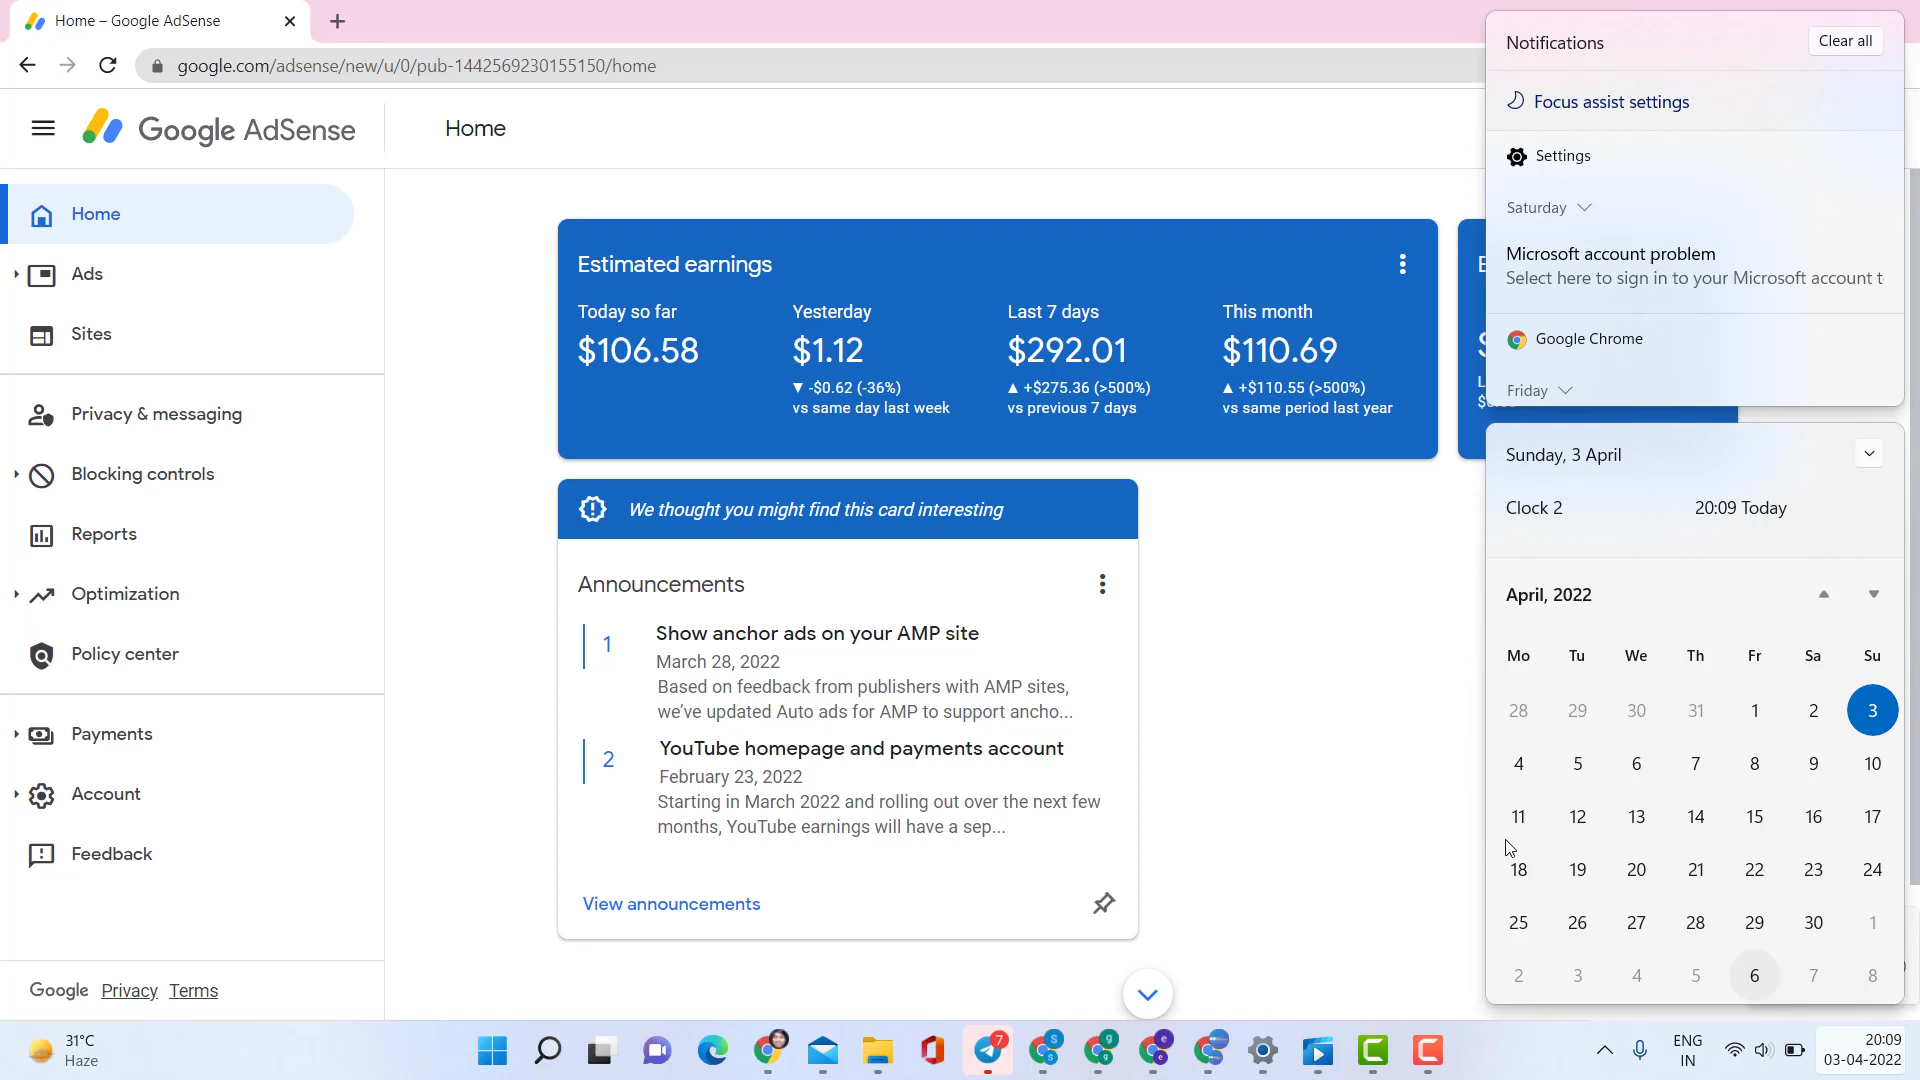 Home – Google AdSense
google.com/adsense/new/u/0/pub-1442569230155150/home
Google AdSense
Home
Home
Ads
Sites
Privacy & messaging
Blocking controls
Reports
Optimization
Policy center
Payments
Account
Feedback
Google Privacy Terms
Estimated earnings
Today so far
$106.58
Yesterday
$1.12
-$0.62 (-36%)
vs same day last week
Last 7 days
$292.01
+$275.36 (>500%)
vs previous 7 days
This month
$110.69
+$110.55 (>500%)
vs same period last year
We thought you might find this card interesting
Announcements
1
Show anchor ads on your AMP site
March 28, 2022
Based on feedback from publishers with AMP sites,
we've updated Auto ads for AMP to support ancho...
2
YouTube homepage and payments account
February 23, 2022
Starting in March 2022 and rolling out over the next few
months, YouTube earnings will have a sep...
View announcements
Notifications
Clear all
Focus assist settings
Settings
Saturday
Microsoft account problem
Select here to sign in to your Microsoft account t
Google Chrome
Friday
Sunday, 3 April
Clock 2 20:09 Today
April, 2022
Mo Tu We Th Fr Sa Su
28 29 30 31 1 2 3
4 5 6 7 8 9 10
11 12 13 14 15 16 17
18 19 20 21 22 23 24
25 26 27 28 29 30 1
2 3 4 5 6 7 8
31°C
Haze
7
S
S
g
g
e
e
ENG
IN
20:09
03-04-2022